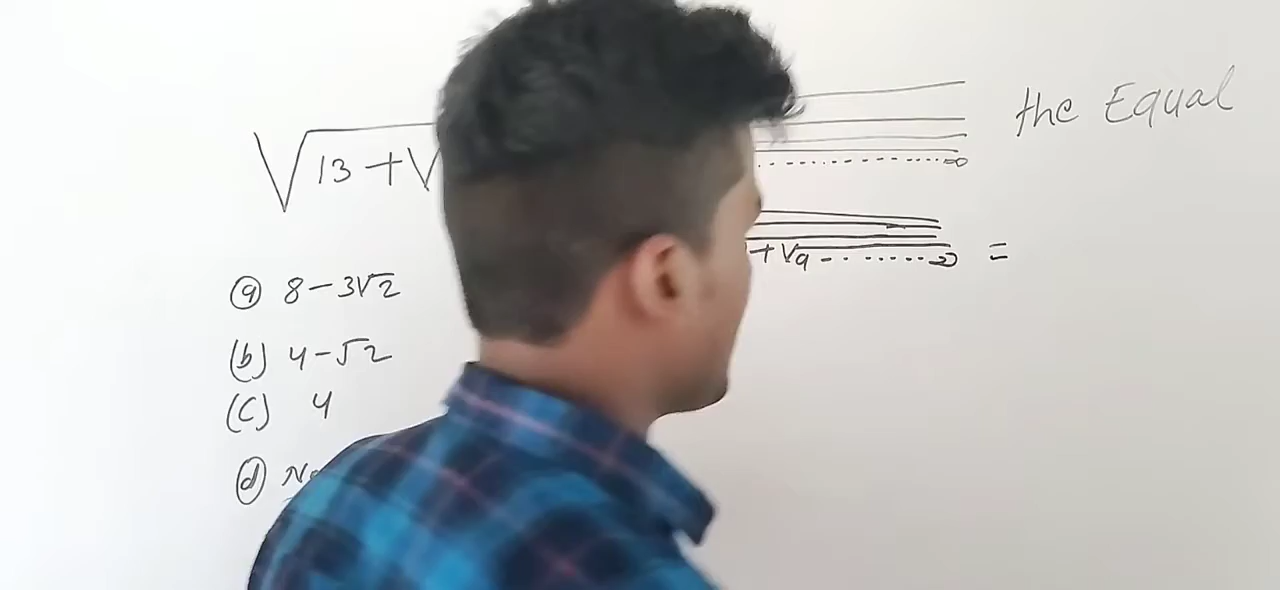 √13 + √ the Equal
+ √9 ........∞ =
(a) 8 - 3√2
(b) 4 - √2
(c) 4
(d)